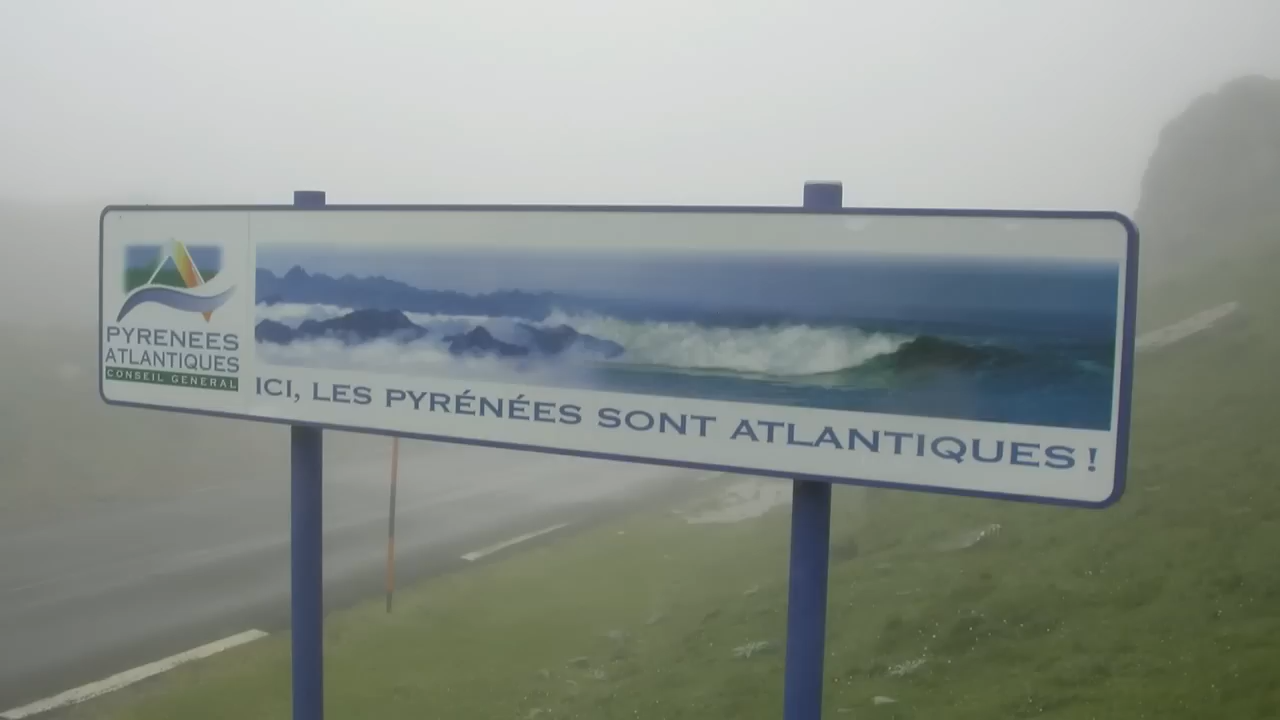 PYRENEES
ATLANTIQUES
CONSEIL GENERAL
ICI, LES PYRÉNÉES SONT ATLANTIQUES !